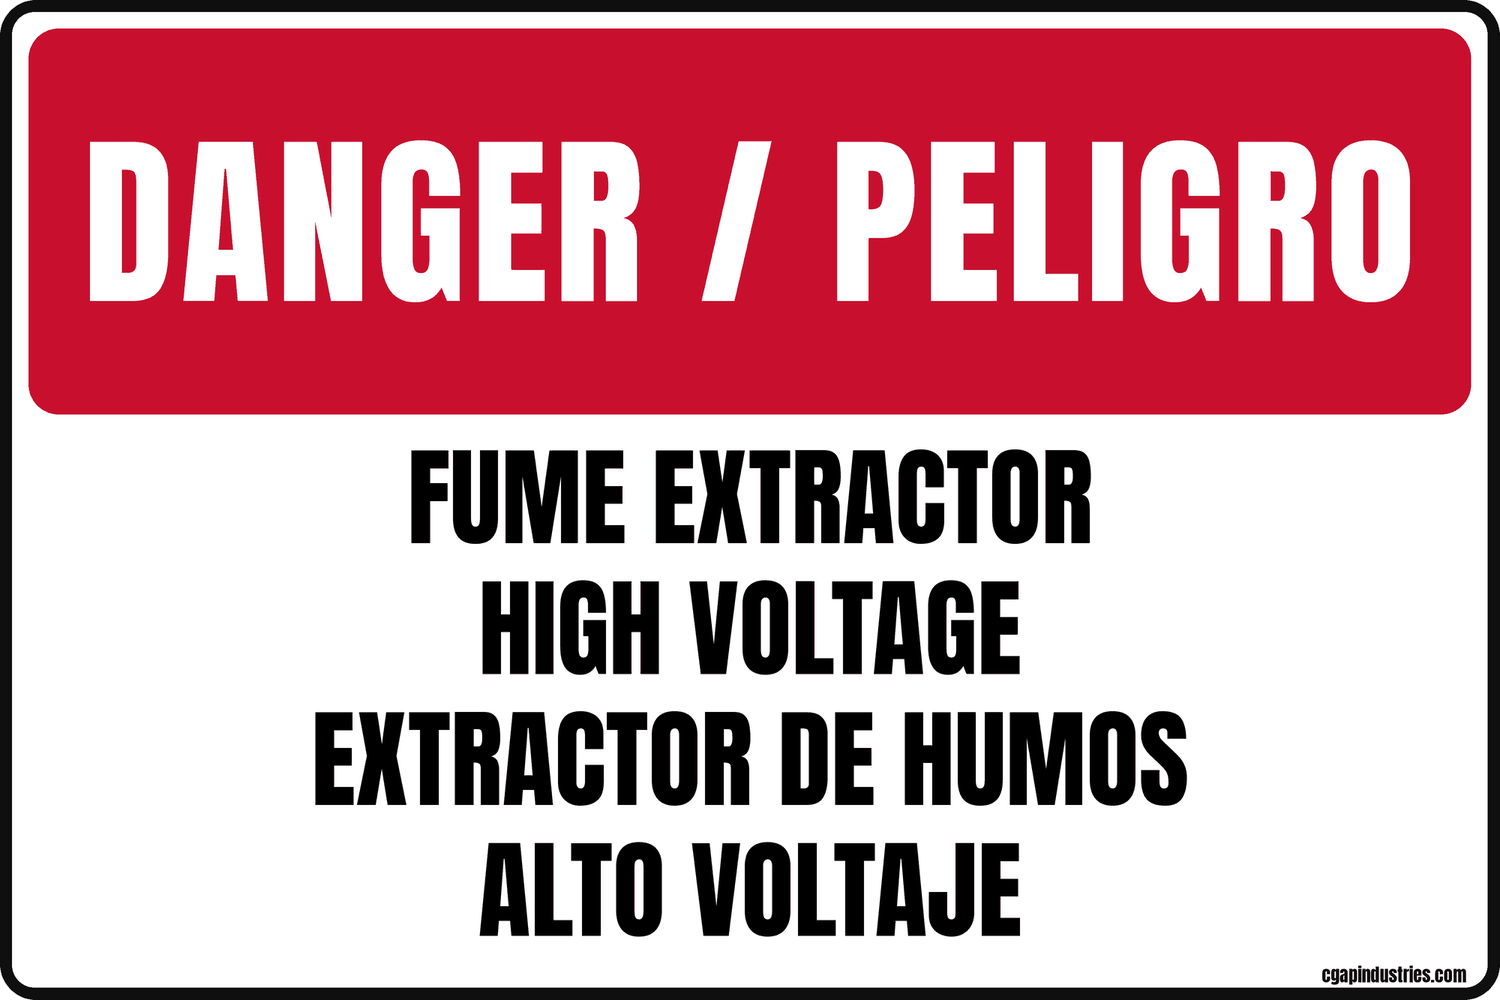 DANGER / PELIGRO
FUME EXTRACTOR
HIGH VOLTAGE
EXTRACTOR DE HUMOS
ALTO VOLTAJE
cgapindustries.com